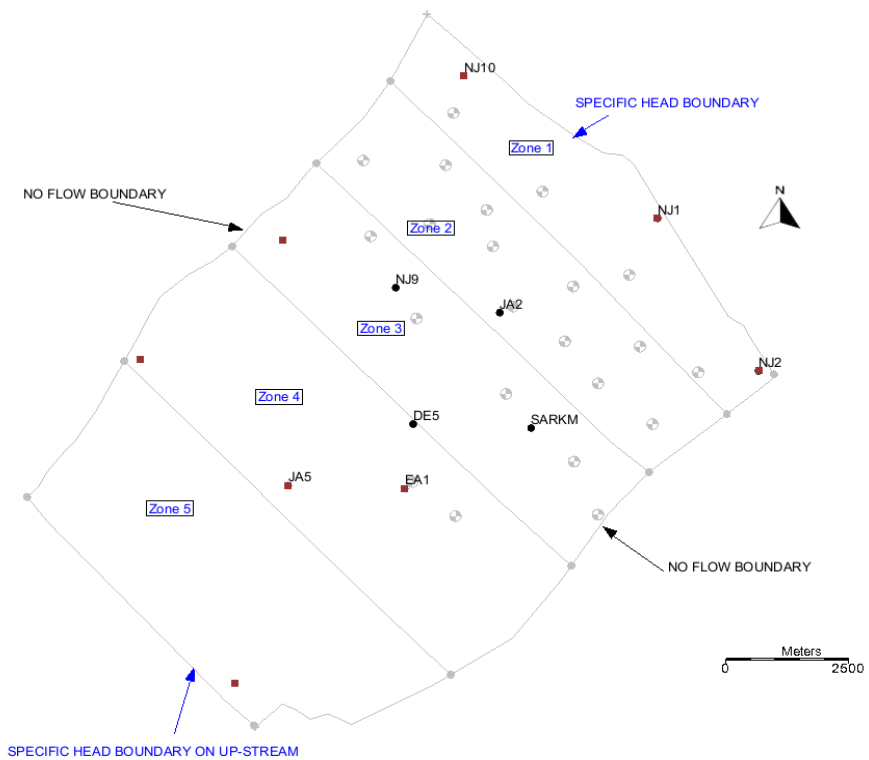 NJ10
SPECIFIC HEAD BOUNDARY
Zone 1
NO FLOW BOUNDARY
N
NJ1
Zone 2
NJ9
JA2
Zone 3
NJ2
Zone 4
DE5
SARKM
JA5
EA1
Zone 5
NO FLOW BOUNDARY
Meters
0 2500
SPECIFIC HEAD BOUNDARY ON UP-STREAM